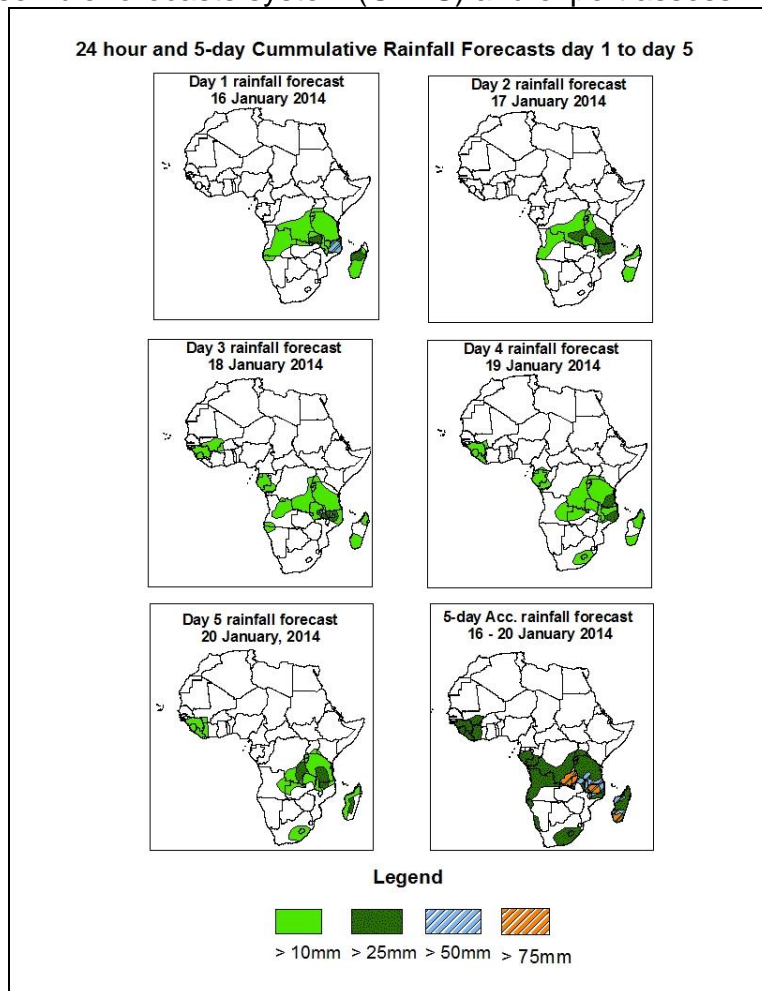 24 hour and 5-day Cummulative Rainfall Forecasts day 1 to day 5
Day 1 rainfall forecast
16 January 2014
Day 2 rainfall forecast
17 January 2014
Day 3 rainfall forecast
18 January 2014
Day 4 rainfall forecast
19 January 2014
Day 5 rainfall forecast
20 January, 2014
5-day Acc. rainfall forecast
16 - 20 January 2014
Legend
> 10mm > 25mm > 50mm > 75mm